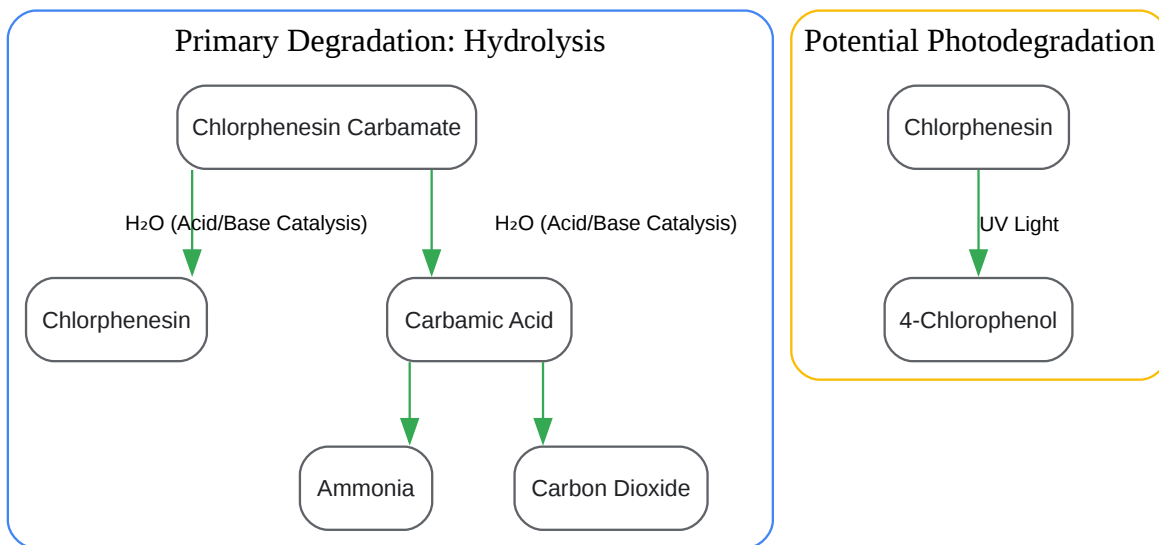 Primary Degradation: Hydrolysis
Chlorphenesin Carbamate
H₂O (Acid/Base Catalysis)
H₂O (Acid/Base Catalysis)
Chlorphenesin
Carbamic Acid
Ammonia
Carbon Dioxide
Potential Photodegradation
Chlorphenesin
UV Light
4-Chlorophenol